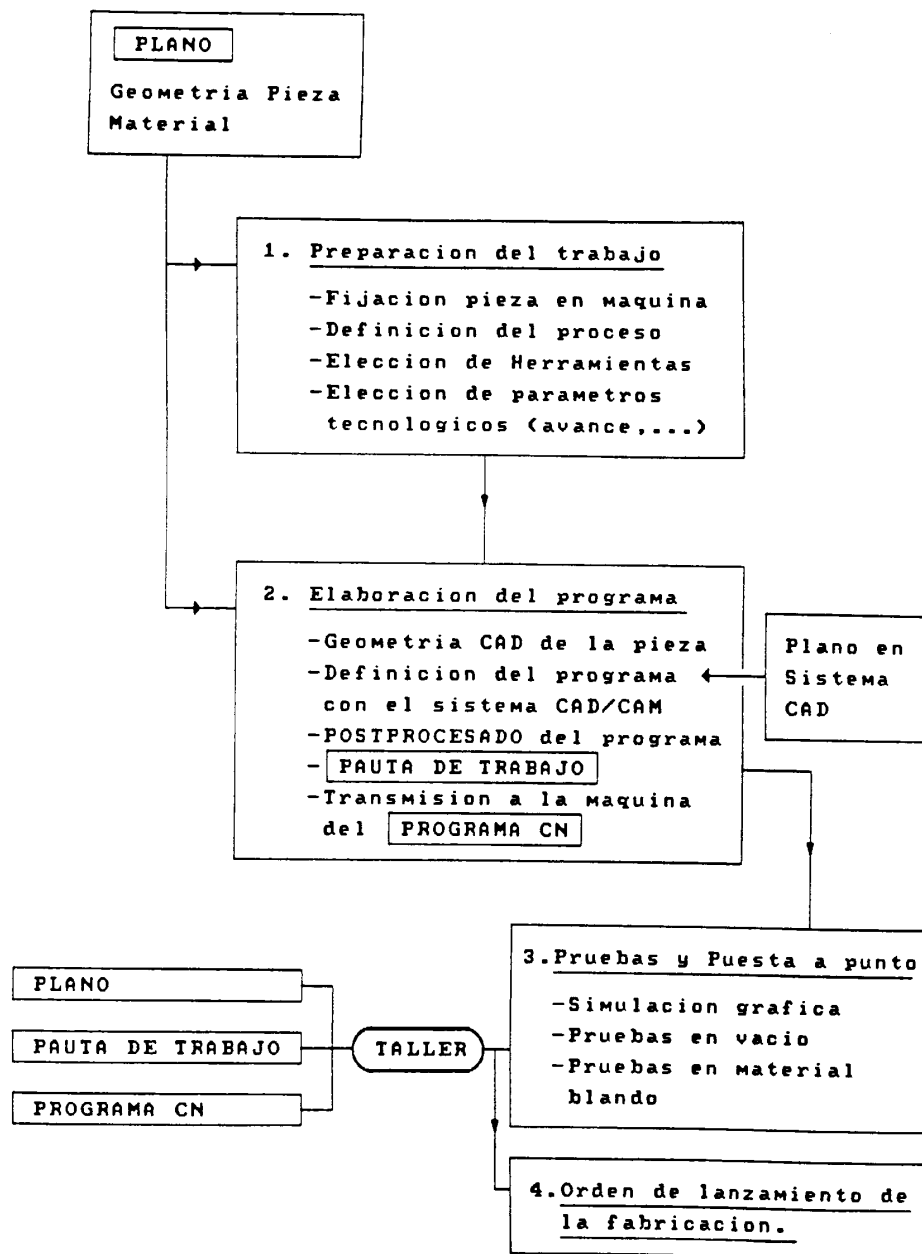 PLANO
Geometria Pieza
Material
1. Preparacion del trabajo
-Fijacion pieza en maquina
-Definicion del proceso
-Eleccion de Herramientas
-Eleccion de parametros
tecnologicos (avance,...)
2. Elaboracion del programa
-Geometria CAD de la pieza
-Definicion del programa
con el sistema CAD/CAM
-POSTPROCESADO del programa
- PAUTA DE TRABAJO
-Transmision a la maquina
del PROGRAMA CN
Plano en
Sistema
CAD
3.Pruebas y Puesta a punto
-Simulacion grafica
-Pruebas en vacio
-Pruebas en material
blando
PLANO
PAUTA DE TRABAJO
PROGRAMA CN
TALLER
4.Orden de lanzamiento de
la fabricacion.